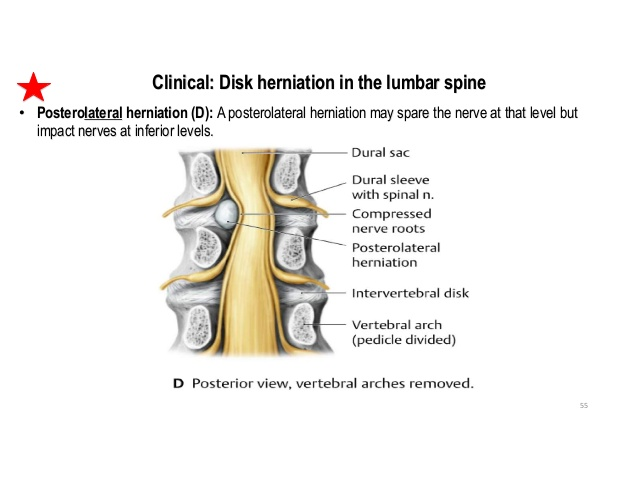 Clinical: Disk herniation in the lumbar spine
• Posterolateral herniation (D): A posterolateral herniation may spare the nerve at that level but
impact nerves at inferior levels.
Dural sac
Dural sleeve
with spinal n.
Compressed
nerve roots
Posterolateral
herniation
Intervertebral disk
Vertebral arch
(pedicle divided)
D Posterior view, vertebral arches removed.
55